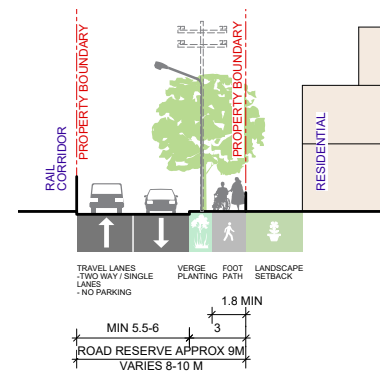 PROPERTY BOUNDARY
PROPERTY BOUNDARY
RAIL
CORRIDOR
RESIDENTIAL
TRAVEL LANES
-TWO WAY / SINGLE
LANES
- NO PARKING
VERGE
PLANTING
FOOT
PATH
LANDSCAPE
SETBACK
1.8 MIN
MIN 5.5-6
3
ROAD RESERVE APPROX 9M
VARIES 8-10 M